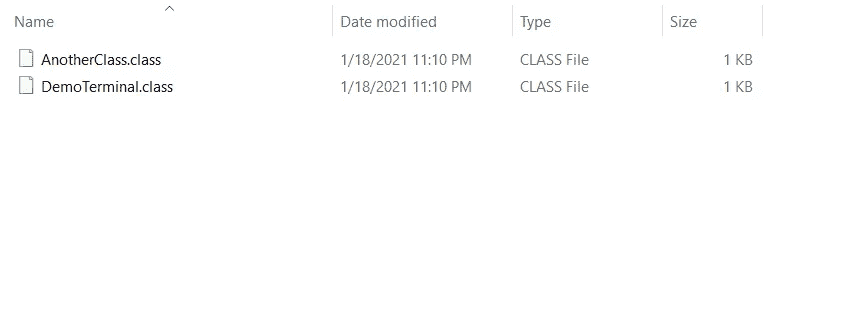 Name Date modified Type Size
AnotherClass.class 1/18/2021 11:10 PM CLASS File 1 KB
DemoTerminal.class 1/18/2021 11:10 PM CLASS File 1 KB